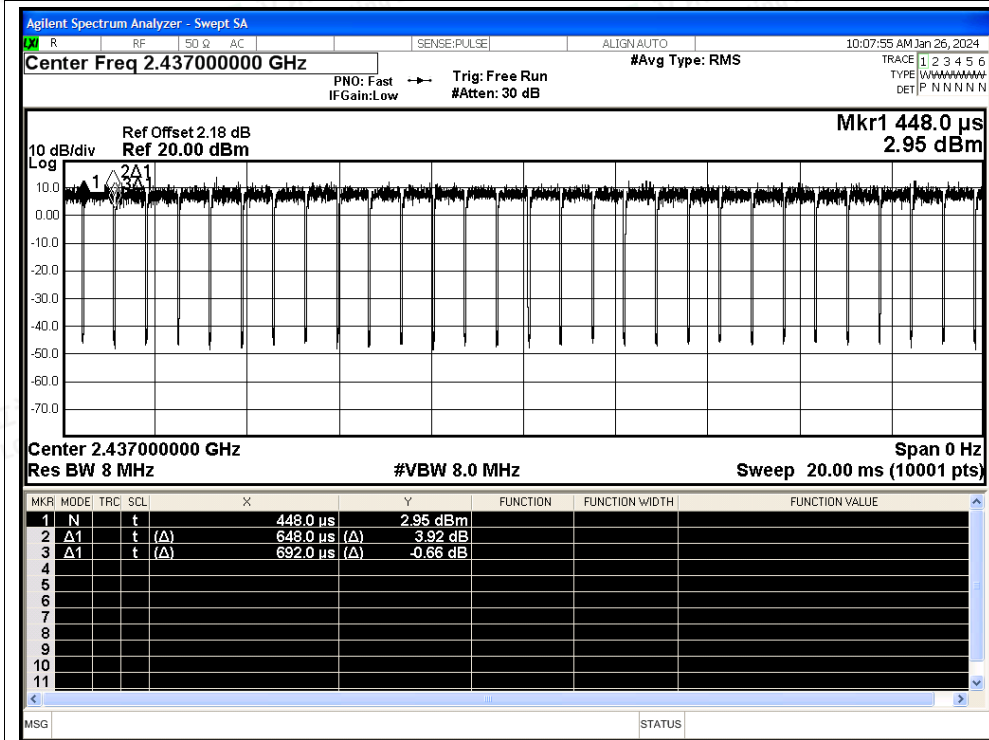 Agilent Spectrum Analyzer - Swept SA
LXI R RF 50 Ω AC SENSE:PULSE ALIGN AUTO 10:07:55 AM Jan 26, 2024
Center Freq 2.437000000 GHz #Avg Type: RMS TRACE 1 2 3 4 5 6
PNO: Fast Trig: Free Run TYPE WWWWWW
IFGain:Low #Atten: 30 dB DET P N N N N N
Mkr1 448.0 µs
2.95 dBm
Ref Offset 2.18 dB
10 dB/div Ref 20.00 dBm
Log
1 2Δ1
3Δ1
10.0
0.00
-10.0
-20.0
-30.0
-40.0
-50.0
-60.0
-70.0
Center 2.437000000 GHz Span 0 Hz
Res BW 8 MHz #VBW 8.0 MHz Sweep 20.00 ms (10001 pts)
MKR MODE TRC SCL X Y FUNCTION FUNCTION WIDTH FUNCTION VALUE
1 N t 448.0 µs 2.95 dBm
2 Δ1 t (Δ) 648.0 µs (Δ) 3.92 dB
3 Δ1 t (Δ) 692.0 µs (Δ) -0.66 dB
4
5
6
7
8
9
10
11
MSG STATUS